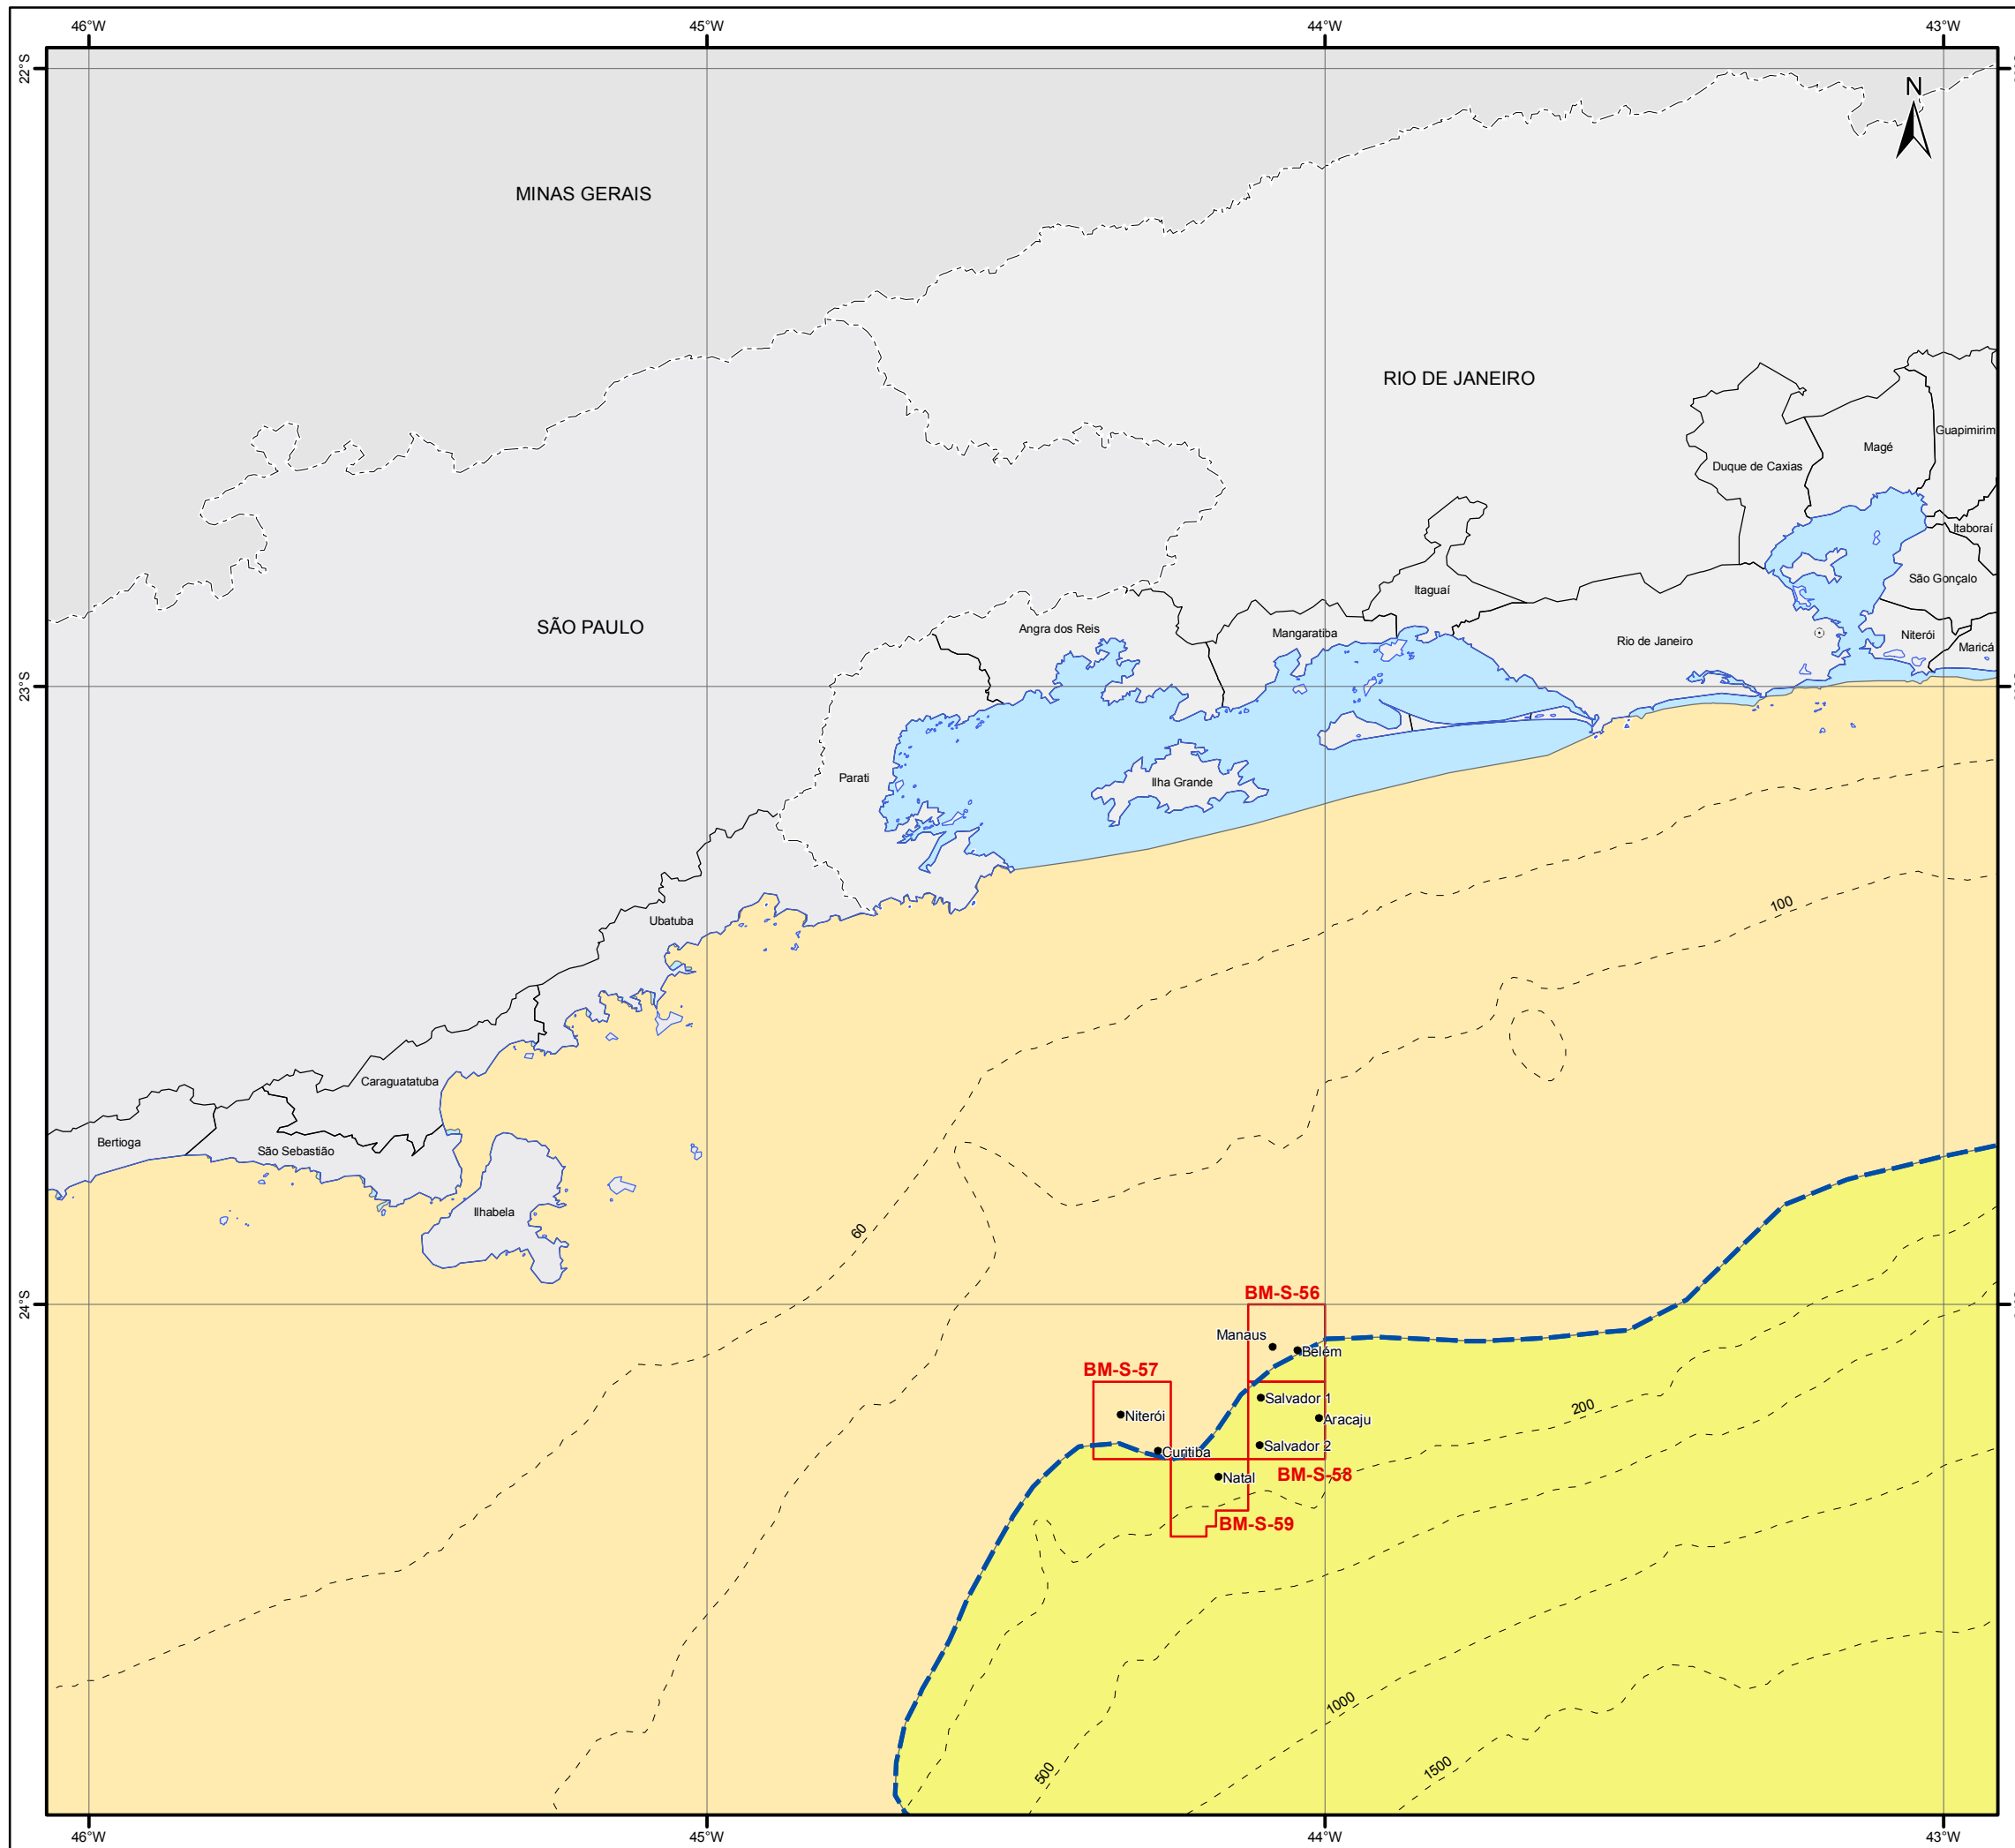 46°W
45°W
44°W
43°W
22°S
N
MINAS GERAIS
RIO DE JANEIRO
Guapimirim
Magé
Duque de Caxias
Itaboraí
São Gonçalo
Itaguaí
SÃO PAULO
Angra dos Reis
Mangaratiba
Rio de Janeiro
Niterói
Maricá
23°S
Parati
Ilha Grande
100
Ubatuba
Caraguatatuba
Bertioga
São Sebastião
Ilhabela
60
24°S
BM-S-56
Manaus
Belém
BM-S-57
Salvador 1
Niterói
Aracaju
200
Curitiba
Salvador 2
Natal
BM-S-58
BM-S-59
1000
500
1500
46°W
45°W
44°W
43°W